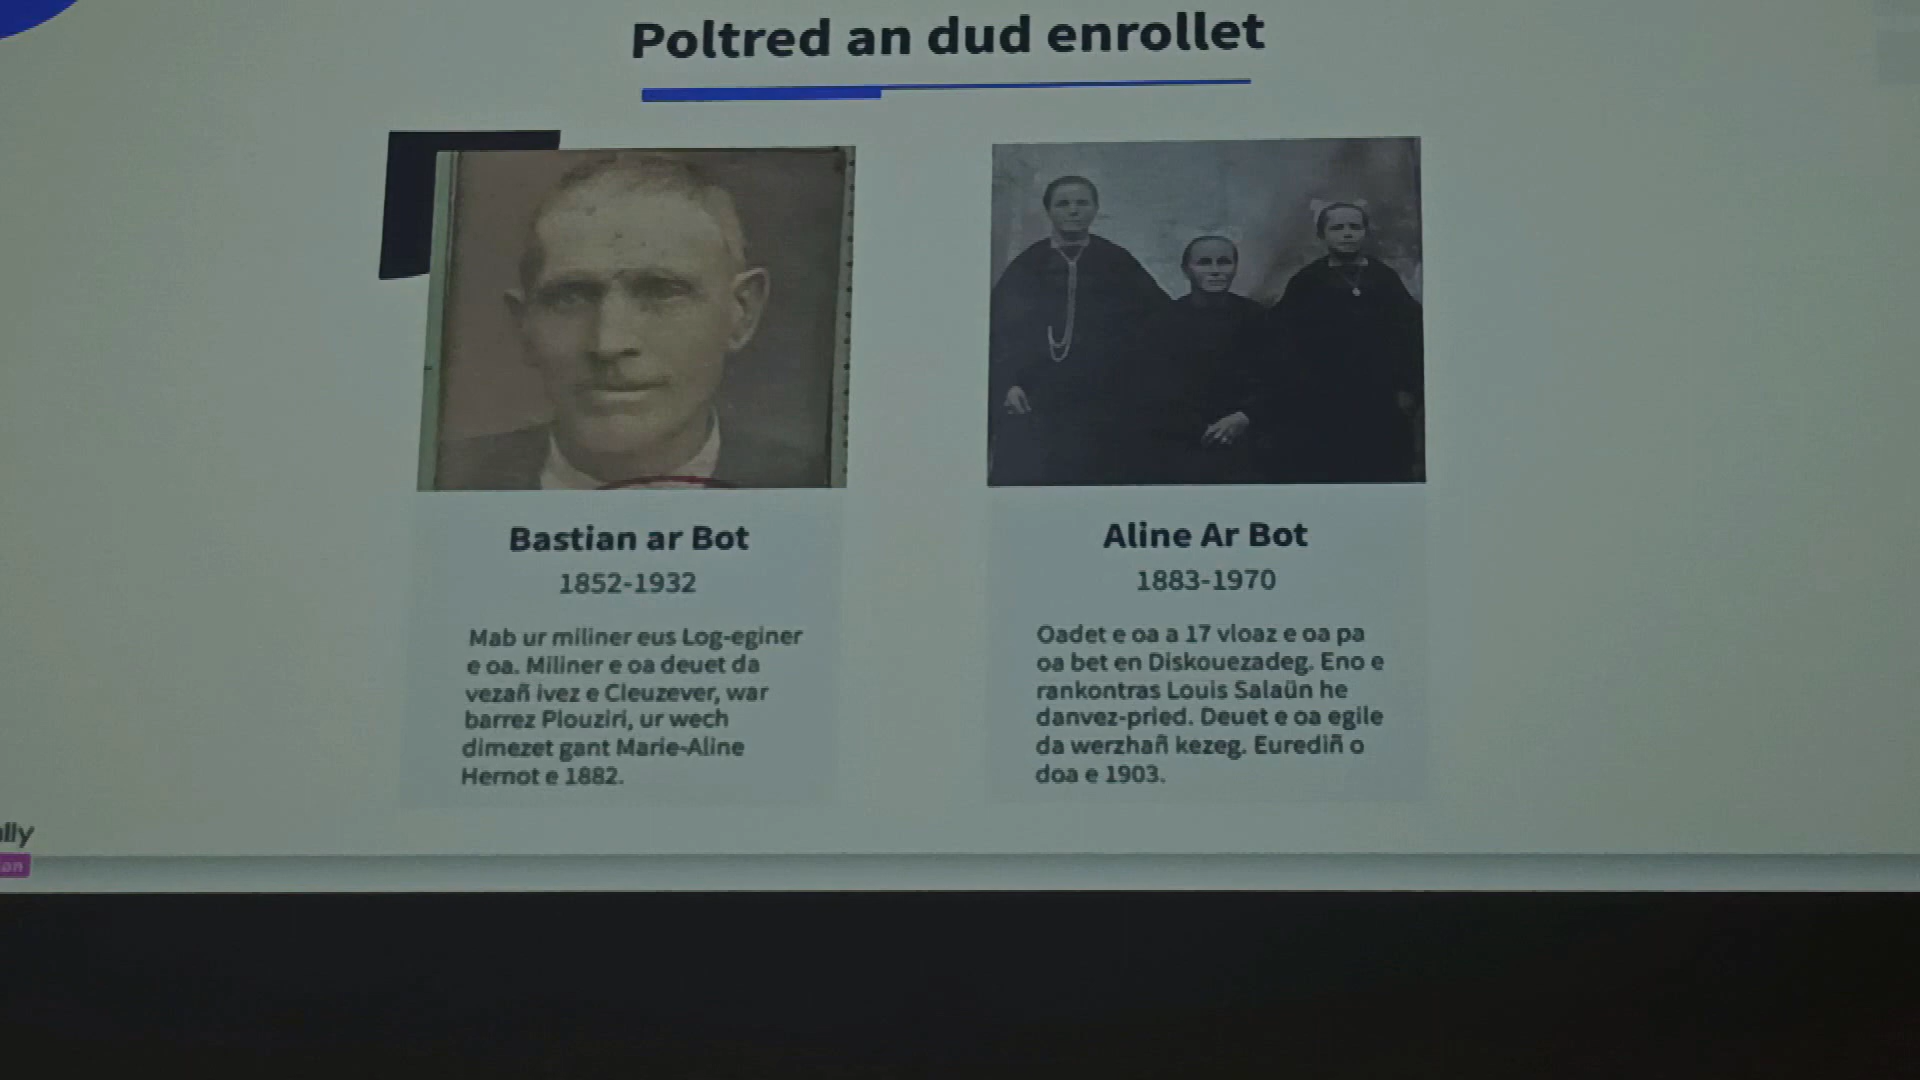 Poltred an dud enrollet
Bastian ar Bot
1852-1932
Mab ur miliner eus Log-eginer
e oa. Miliner e oa deuet da
vezañ ivez e Cleuzever, war
barrez Plouziri, ur wech
dimezet gant Marie-Aline
Hernot e 1882.
Aline Ar Bot
1883-1970
Oadet e oa a 17 vloaz e oa pa
oa bet en Diskouezadeg. Eno e
rankontras Louis Salaün he
danvez-pried. Deuet e oa egile
da werzhañ kezeg. Eurediñ o
doa e 1903.